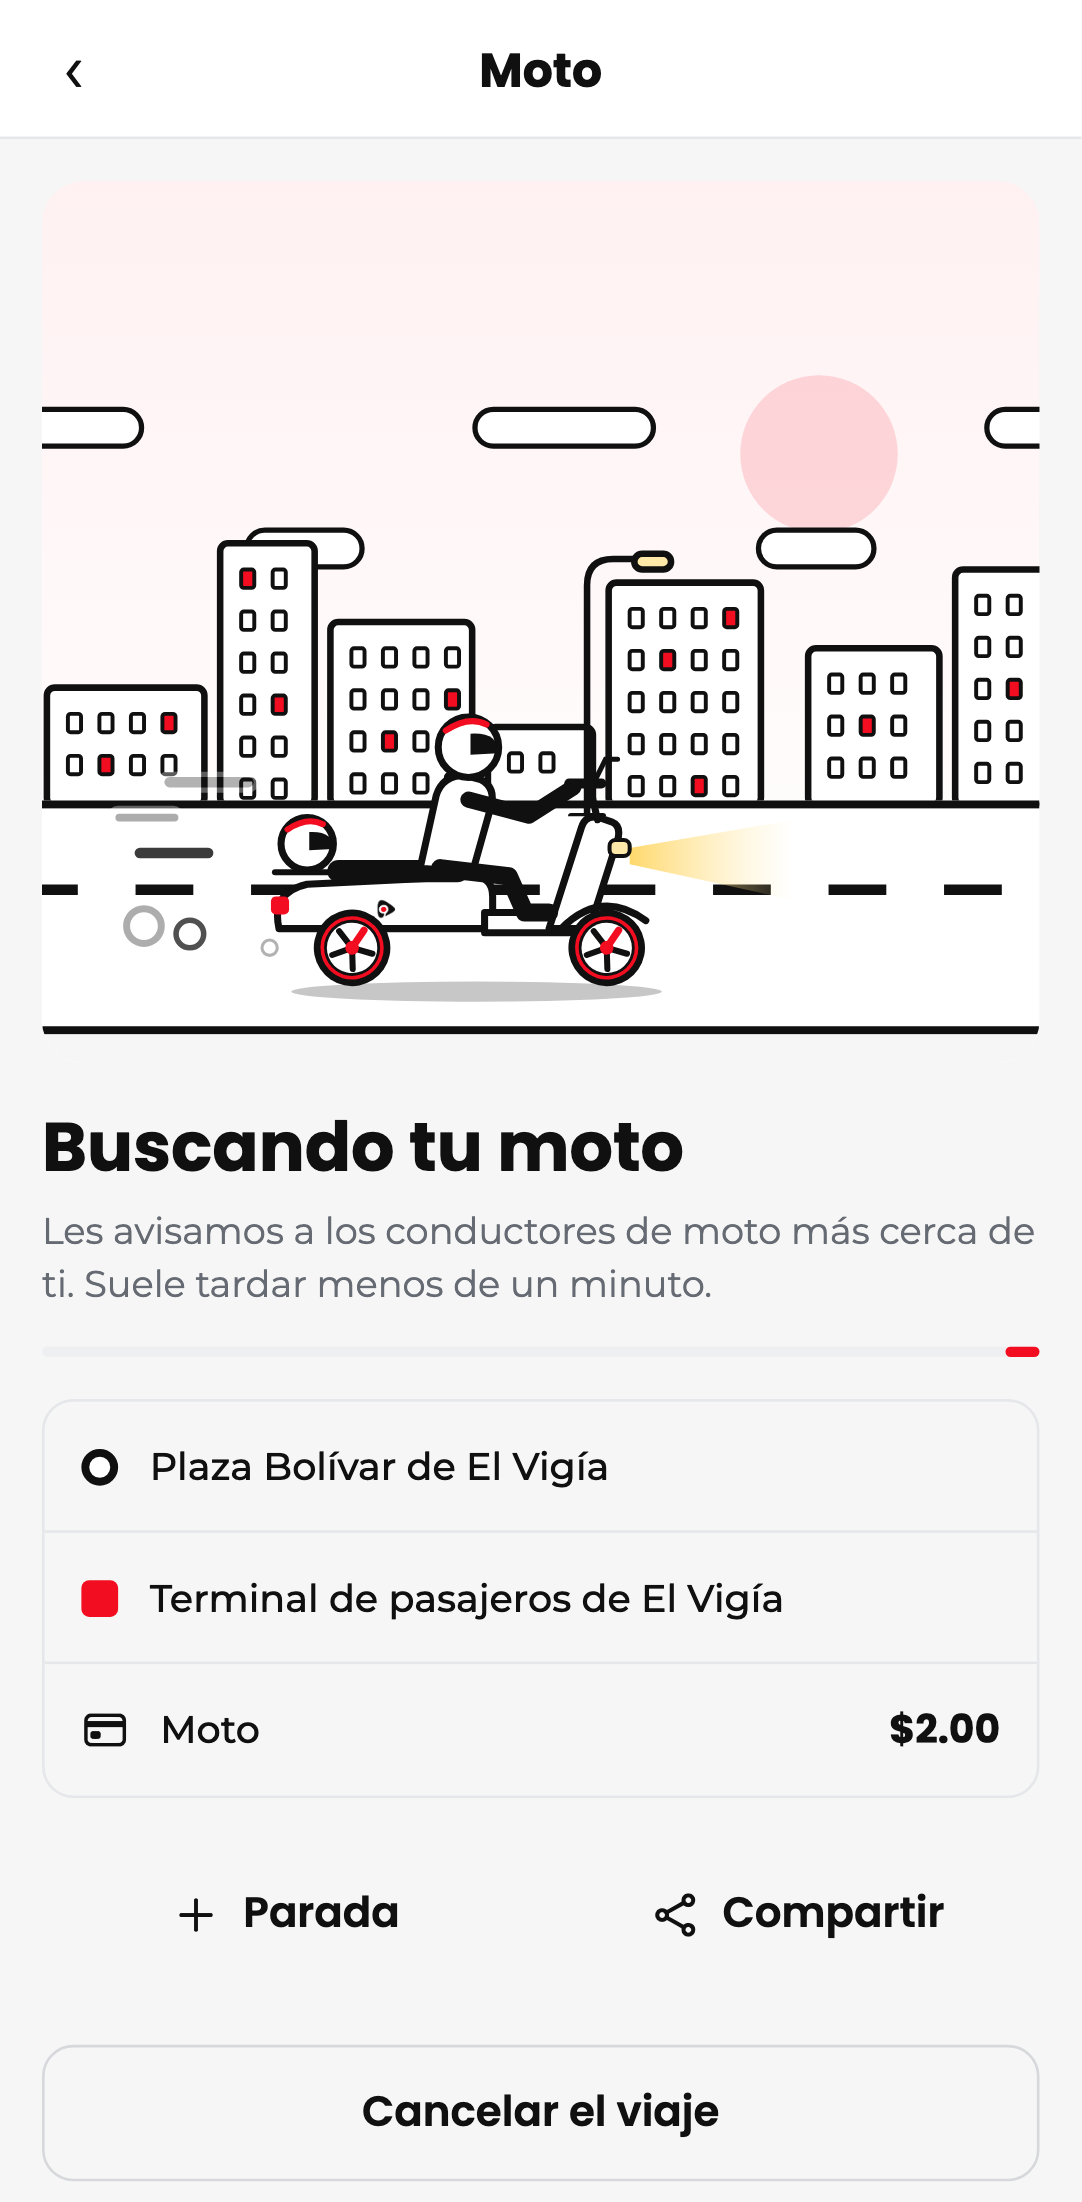 Moto
Buscando tu moto
Les avisamos a los conductores de moto más cerca de
ti. Suele tardar menos de un minuto.
Plaza Bolívar de El Vigía
Terminal de pasajeros de El Vigía
Moto $2.00
Parada Compartir
Cancelar el viaje